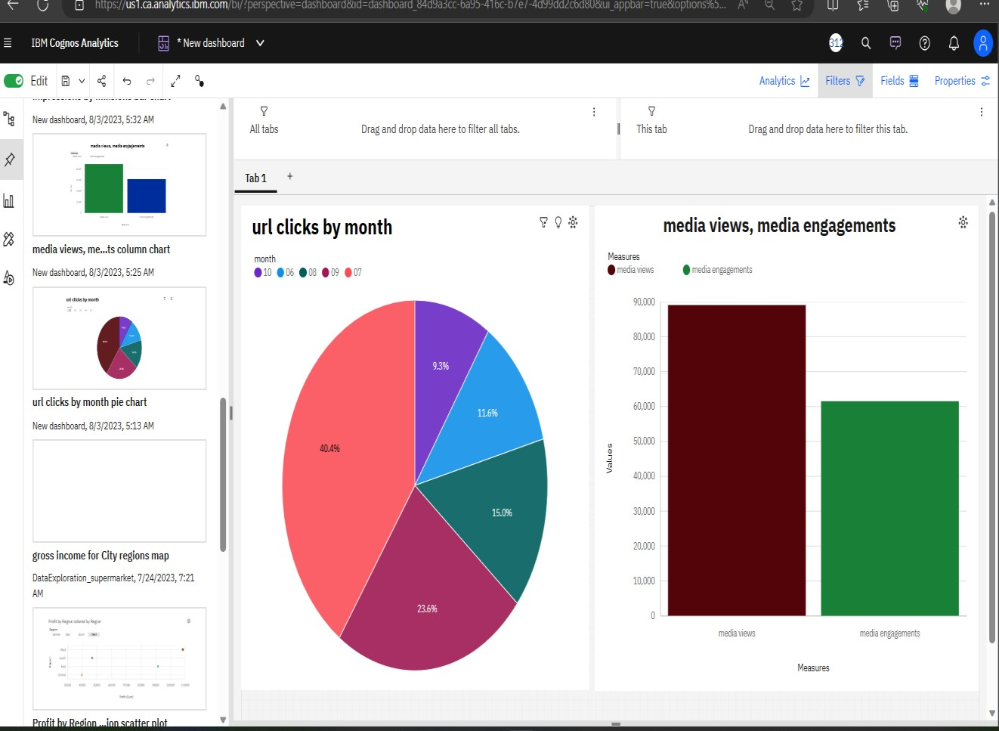 https://us1.ca.analytics.ibm.com/bi/?perspective=dashboard&id=dashboard_84d9a3cc-6a95-416c-b7e7-4d99dd2c6d80&ui_appbar=true&options%5...
IBM Cognos Analytics
* New dashboard
312
Edit
Analytics
Filters
Fields
Properties
New dashboard, 8/3/2023, 5:32 AM
media views, media engagements
media views, me...ts column chart
New dashboard, 8/3/2023, 5:25 AM
url clicks by month
url clicks by month pie chart
New dashboard, 8/3/2023, 5:13 AM
gross income for City regions map
DataExploration_supermarket, 7/24/2023, 7:21
AM
Profit by Region colored by Region
Region
Profit by Region ...ion scatter plot
All tabs
Drag and drop data here to filter all tabs.
This tab
Drag and drop data here to filter this tab.
Tab 1
+
url clicks by month
month
10 06 08 09 07
9.3%
11.6%
15.0%
23.6%
40.4%
media views, media engagements
Measures
media views media engagements
Values
90,000
80,000
70,000
60,000
50,000
40,000
30,000
20,000
10,000
0
media views media engagements
Measures